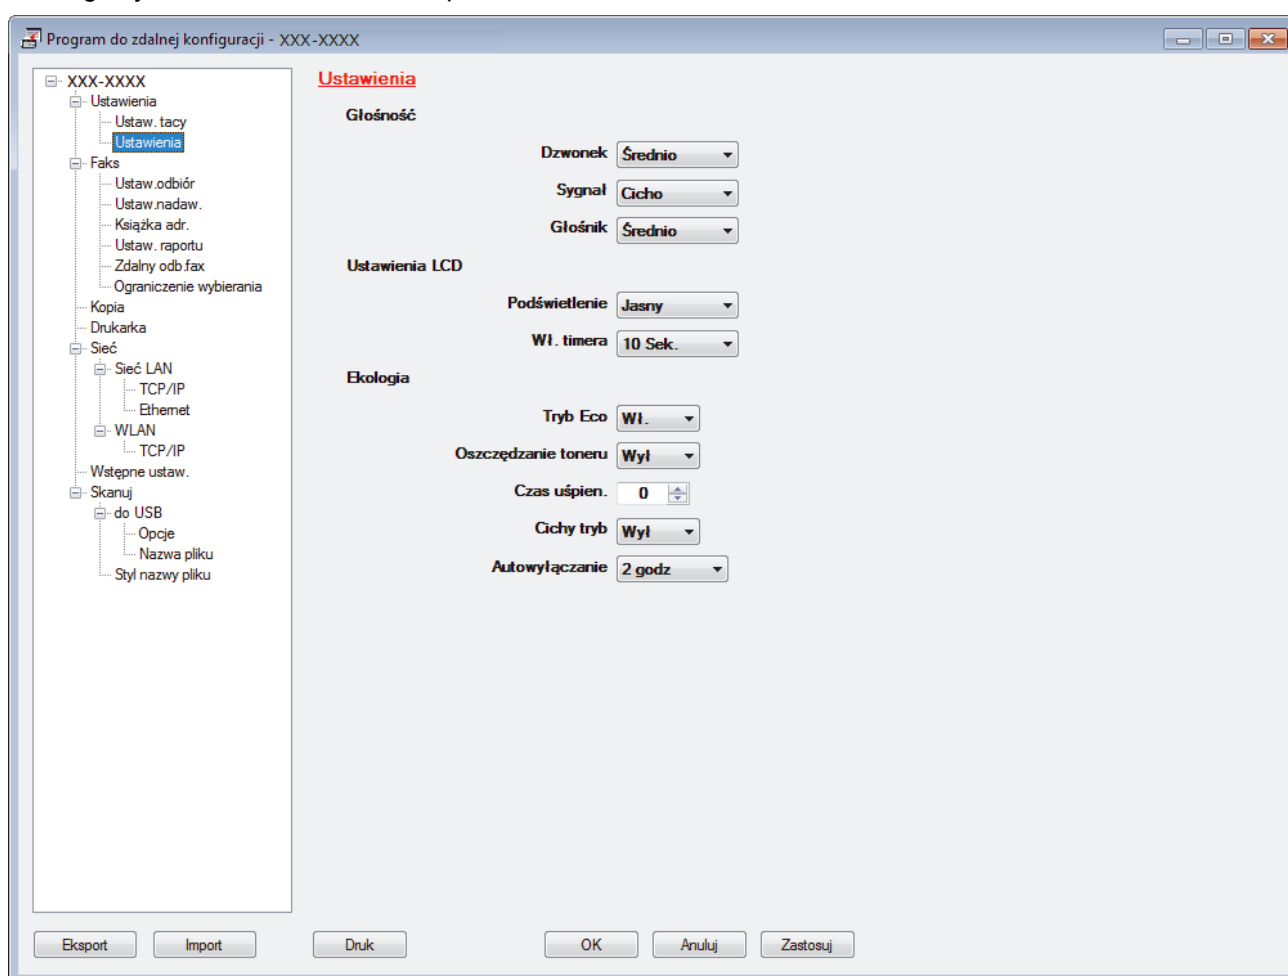 Program do zdalnej konfiguracji - XXX-XXXX
XXX-XXXX
Ustawienia
Ustaw. tacy
Ustawienia
Faks
Ustaw.odbiór
Ustaw.nadaw.
Książka adr.
Ustaw. raportu
Zdalny odb.fax
Ograniczenie wybierania
Kopia
Drukarka
Sieć
Sieć LAN
TCP/IP
Ethernet
WLAN
TCP/IP
Wstępne ustaw.
Skanuj
do USB
Opcje
Nazwa pliku
Styl nazwy pliku
Ustawienia
Głośność
Dzwonek Średnio
Sygnał Cicho
Głośnik Średnio
Ustawienia LCD
Podświetlenie Jasny
Wł. timera 10 Sek.
Ekologia
Tryb Eco Wł.
Oszczędzanie toneru Wył
Czas uśpien. 0
Cichy tryb Wył
Autowyłączanie 2 godz
Eksport Import Druk OK Anuluj Zastosuj